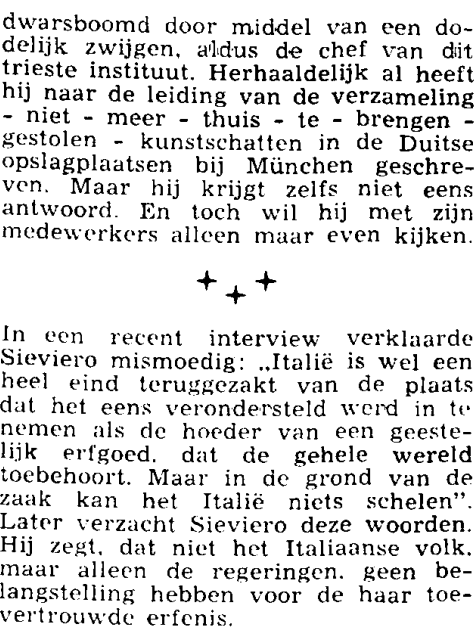 dwarsboomd door middel van een do-
delijk zwijgen, aldus de chef van dit
trieste instituut. Herhaaldelijk al heeft
hij naar de leiding van de verzameling
- niet - meer - thuis - te - brengen -
gestolen - kunstschatten in de Duitse
opslagplaatsen bij München geschre-
ven. Maar hij krijgt zelfs niet eens
antwoord. En toch wil hij met zijn
medewerkers alleen maar even kijken.
In een recent interview verklaarde
Sieviero mismoedig: „Italië is wel een
heel eind teruggezakt van de plaats
dat het eens verondersteld werd in te
nemen als de hoeder van een geeste-
lijk erfgoed, dat de gehele wereld
toebehoort. Maar in de grond van de
zaak kan het Italië niets schelen”.
Later verzacht Sieviero deze woorden.
Hij zegt, dat niet het Italiaanse volk,
maar alleen de regeringen, geen be-
langstelling hebben voor de haar toe-
vertrouwde erfenis.